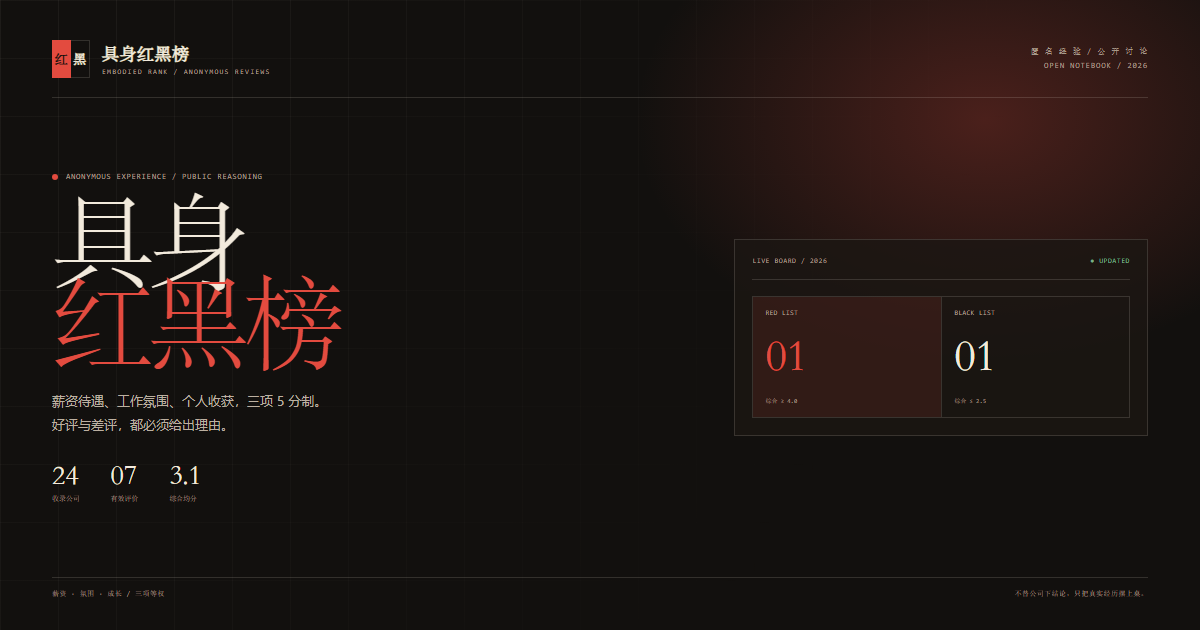 红黑
具身红黑榜
EMBODIED RANK / ANONYMOUS REVIEWS
匿名经验/公开讨论
OPEN NOTEBOOK / 2026
ANONYMOUS EXPERIENCE / PUBLIC REASONING
具身
红黑榜
薪资待遇、工作氛围、个人收获，三项 5 分制。
好评与差评，都必须给出理由。
24
收录公司
07
有效评价
3.1
综合均分
LIVE BOARD / 2026
● UPDATED
RED LIST
01
综合 ≥ 4.0
BLACK LIST
01
综合 ≤ 2.5
薪资 · 氛围 · 成长 / 三项等权
不替公司下结论，只把真实经历摆上桌。